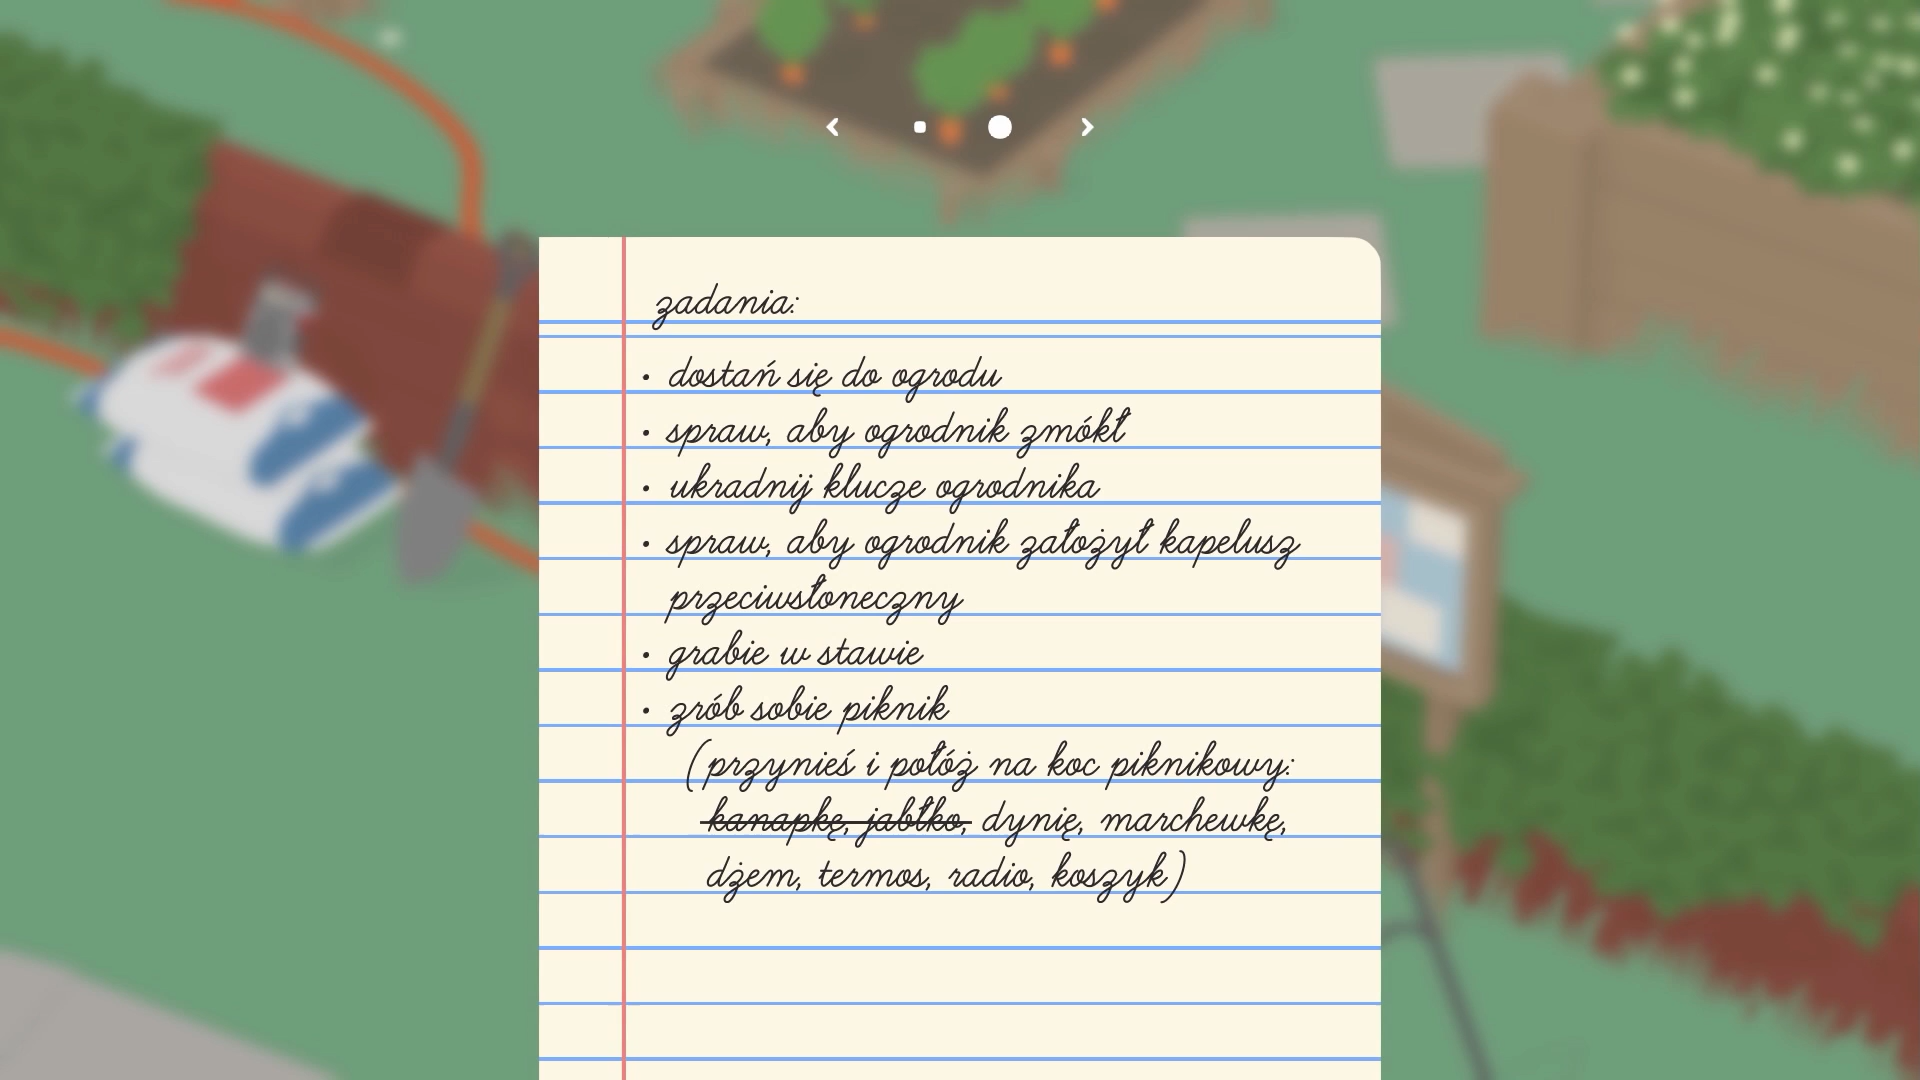 zadania:
• dostań się do ogrodu
• spraw, aby ogrodnik zmókł
• ukradnij klucze ogrodnika
• spraw, aby ogrodnik założył kapelusz
przeciwsłoneczny
• grabie w stawie
• zrób sobie piknik
(przynieś i połóż na koc piknikowy:
kanapkę, jabłko, dynię, marchewkę,
dżem, termos, radio, koszyk)